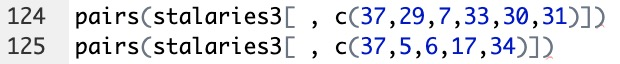 124 pairs(stalaries3[ , c(37,29,7,33,30,31)])
125 pairs(stalaries3[ , c(37,5,6,17,34)])